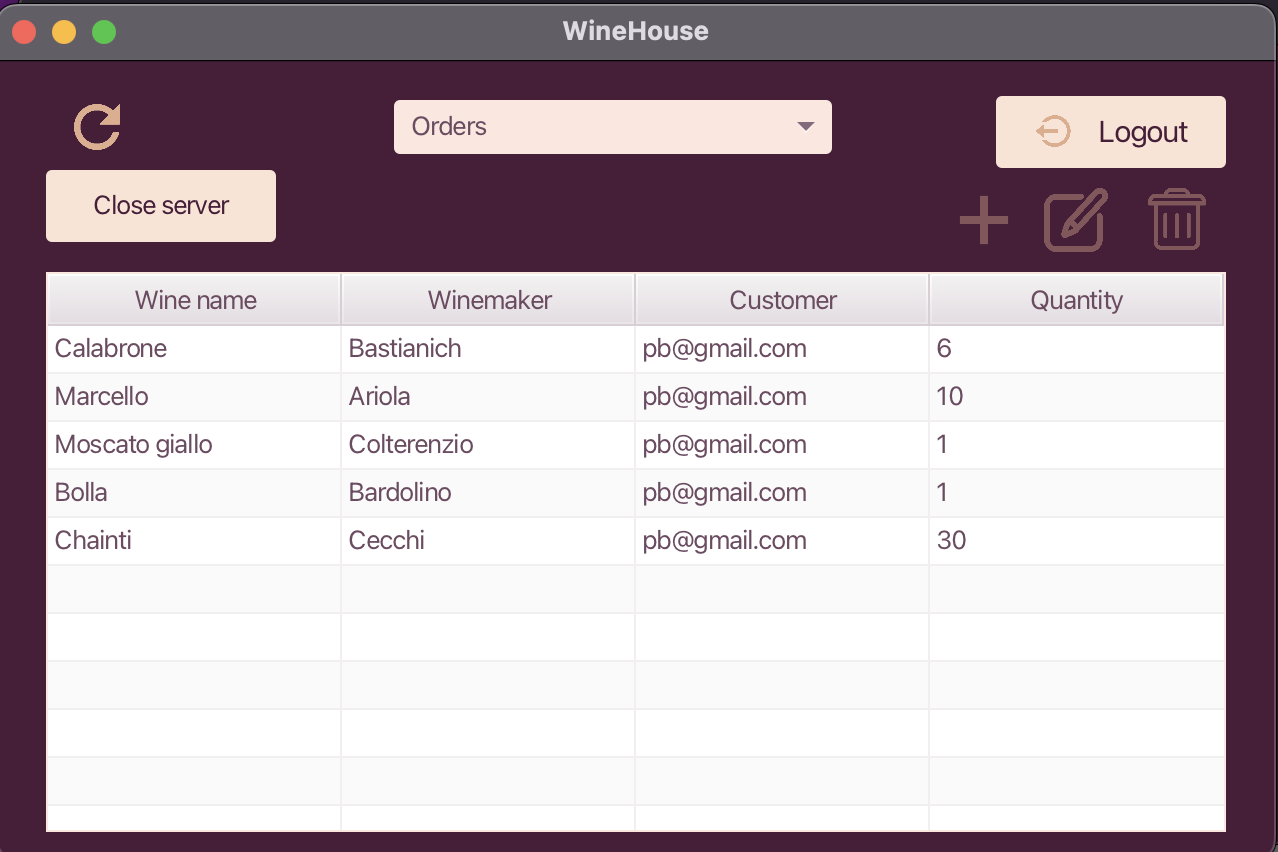 WineHouse
Orders
Logout
Close server
Wine name Winemaker Customer Quantity
Calabrone Bastianich pb@gmail.com 6
Marcello Ariola pb@gmail.com 10
Moscato giallo Colterenzio pb@gmail.com 1
Bolla Bardolino pb@gmail.com 1
Chainti Cecchi pb@gmail.com 30